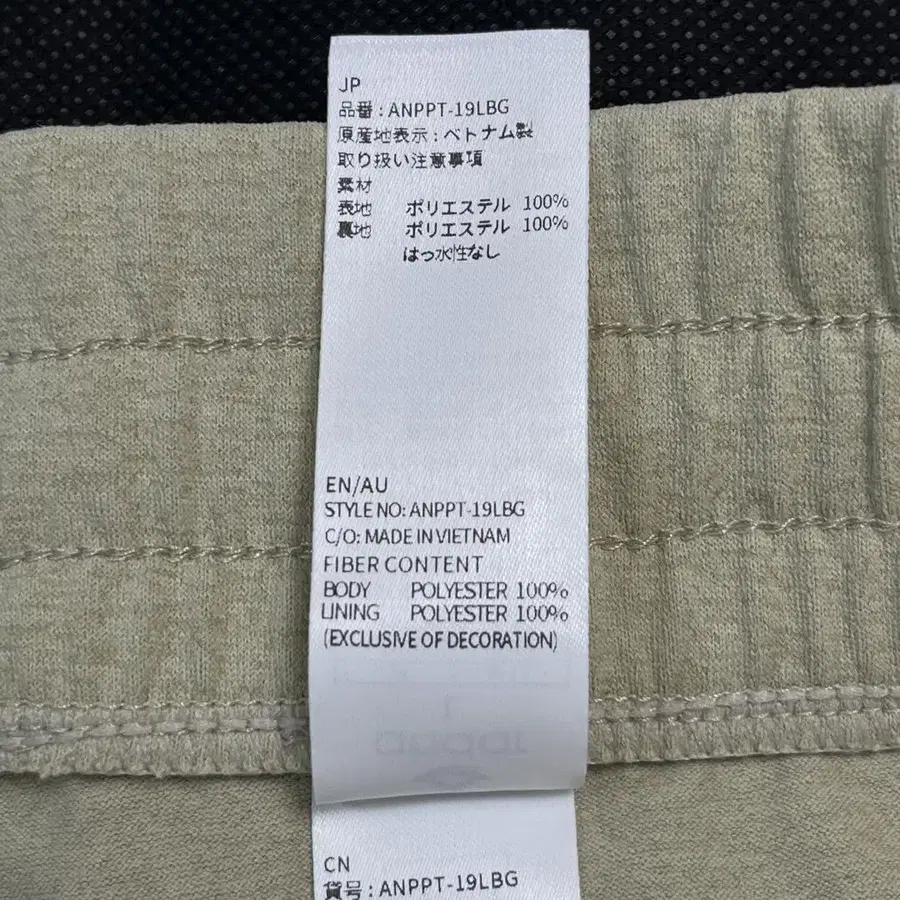 JP
品番 : ANPPT-19LBG
原産地表示 : ベトナム製
取り扱い注意事項
素材
表地 ポリエステル 100%
裏地 ポリエステル 100%
はっ水性なし
EN/AU
STYLE NO: ANPPT-19LBG
C/O: MADE IN VIETNAM
FIBER CONTENT
BODY POLYESTER 100%
LINING POLYESTER 100%
(EXCLUSIVE OF DECORATION)
CN
貨号 : ANPPT-19LBG